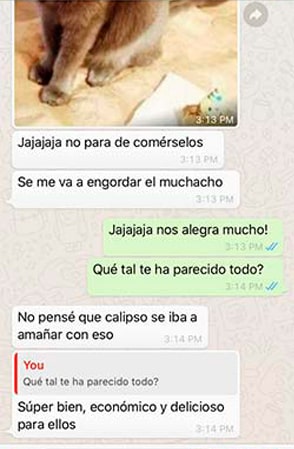 3:13 PM
Jajajaja no para de comérselos
3:13 PM
Se me va a engordar el muchacho
3:13 PM
Jajajaja nos alegra mucho!
3:13 PM
Qué tal te ha parecido todo?
3:14 PM
No pensé que calipso se iba a
amañar con eso
3:14 PM
You
Qué tal te ha parecido todo?
Súper bien, económico y delicioso
para ellos
3:14 PM